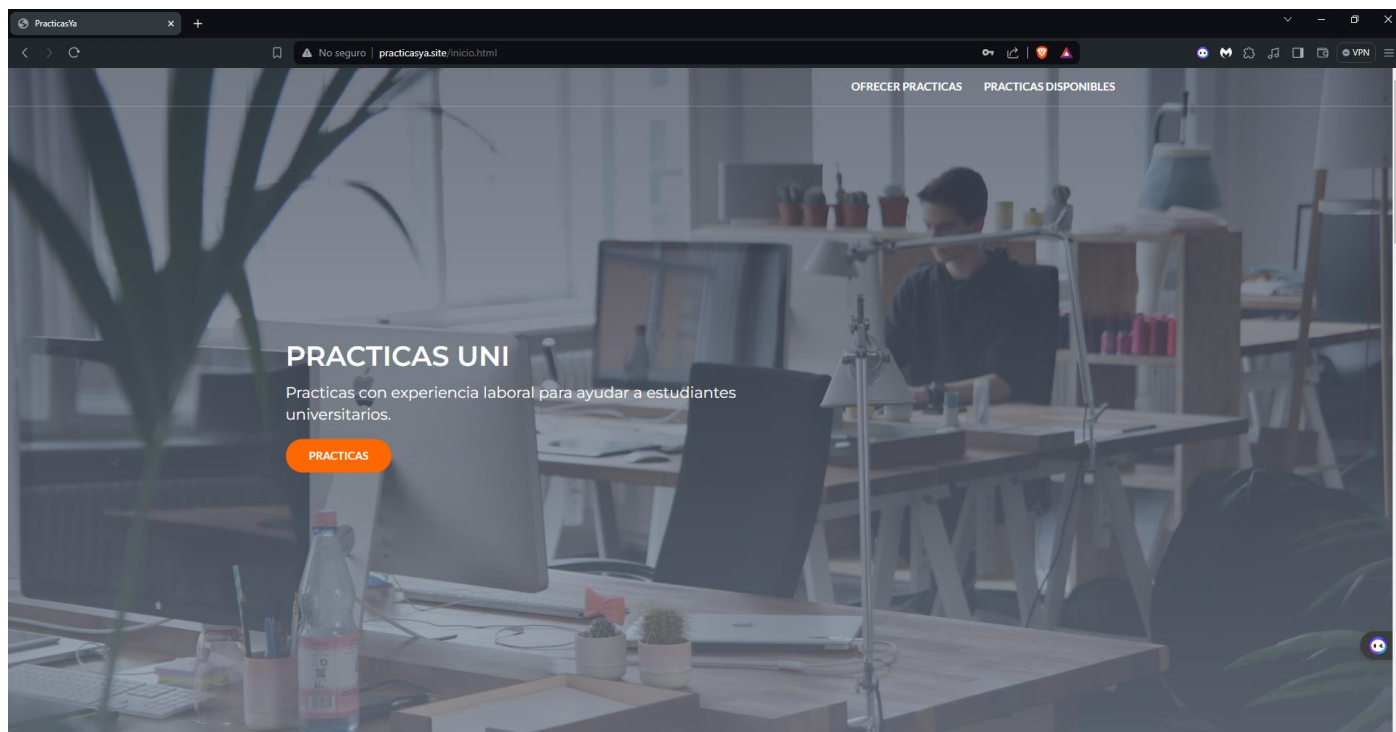 PracticasYa
No seguro | practicasya.site/inicio.html
VPN
OFRECER PRACTICAS PRACTICAS DISPONIBLES
PRACTICAS UNI
Practicas con experiencia laboral para ayudar a estudiantes
universitarios.
PRACTICAS